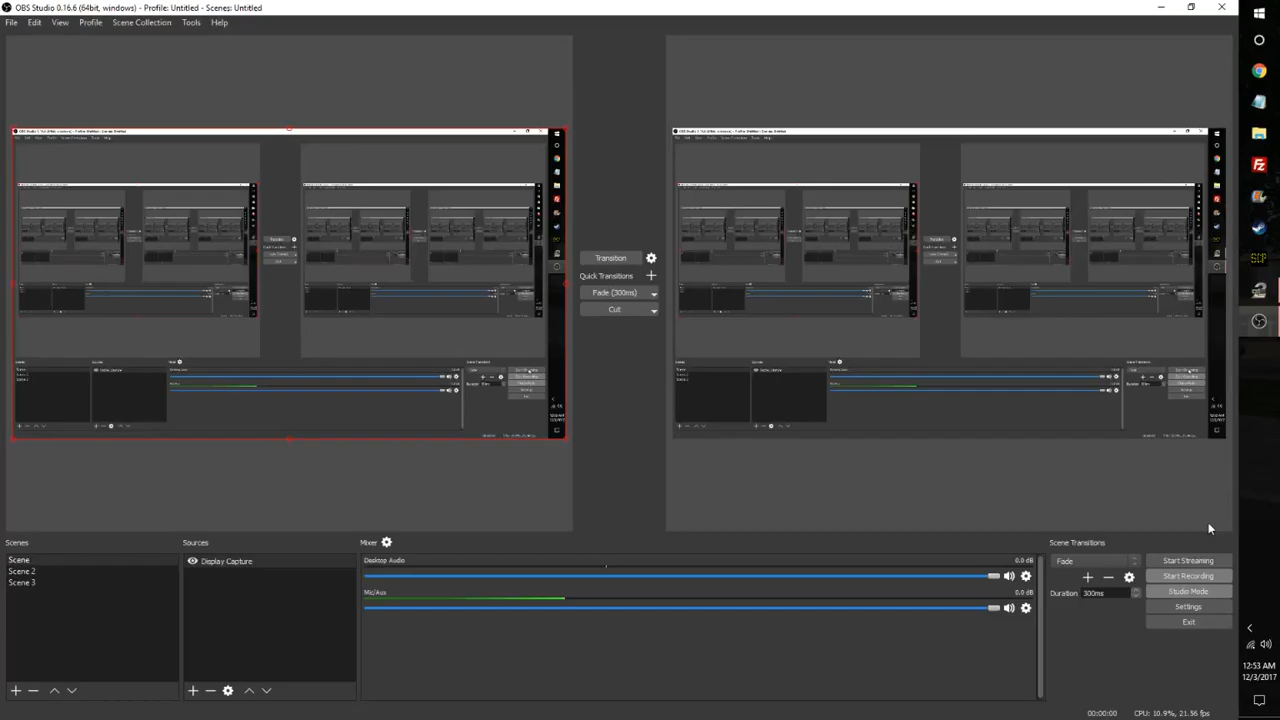 OBS Studio 0.16.6 (64bit, windows) - Profile: Untitled - Scenes: Untitled
File Edit View Profile Scene Collection Tools Help
Transition
Quick Transitions
Fade (300ms)
Cut
Scenes
Scene
Scene 2
Scene 3
Sources
Display Capture
Mixer
Desktop Audio 0.0 dB
Mic/Aux 0.0 dB
Scene Transitions
Fade
Duration 300ms
Start Streaming
Start Recording
Studio Mode
Settings
Exit
00:00:00 CPU: 10.9%, 21.56 fps
12:53 AM
12/3/2017